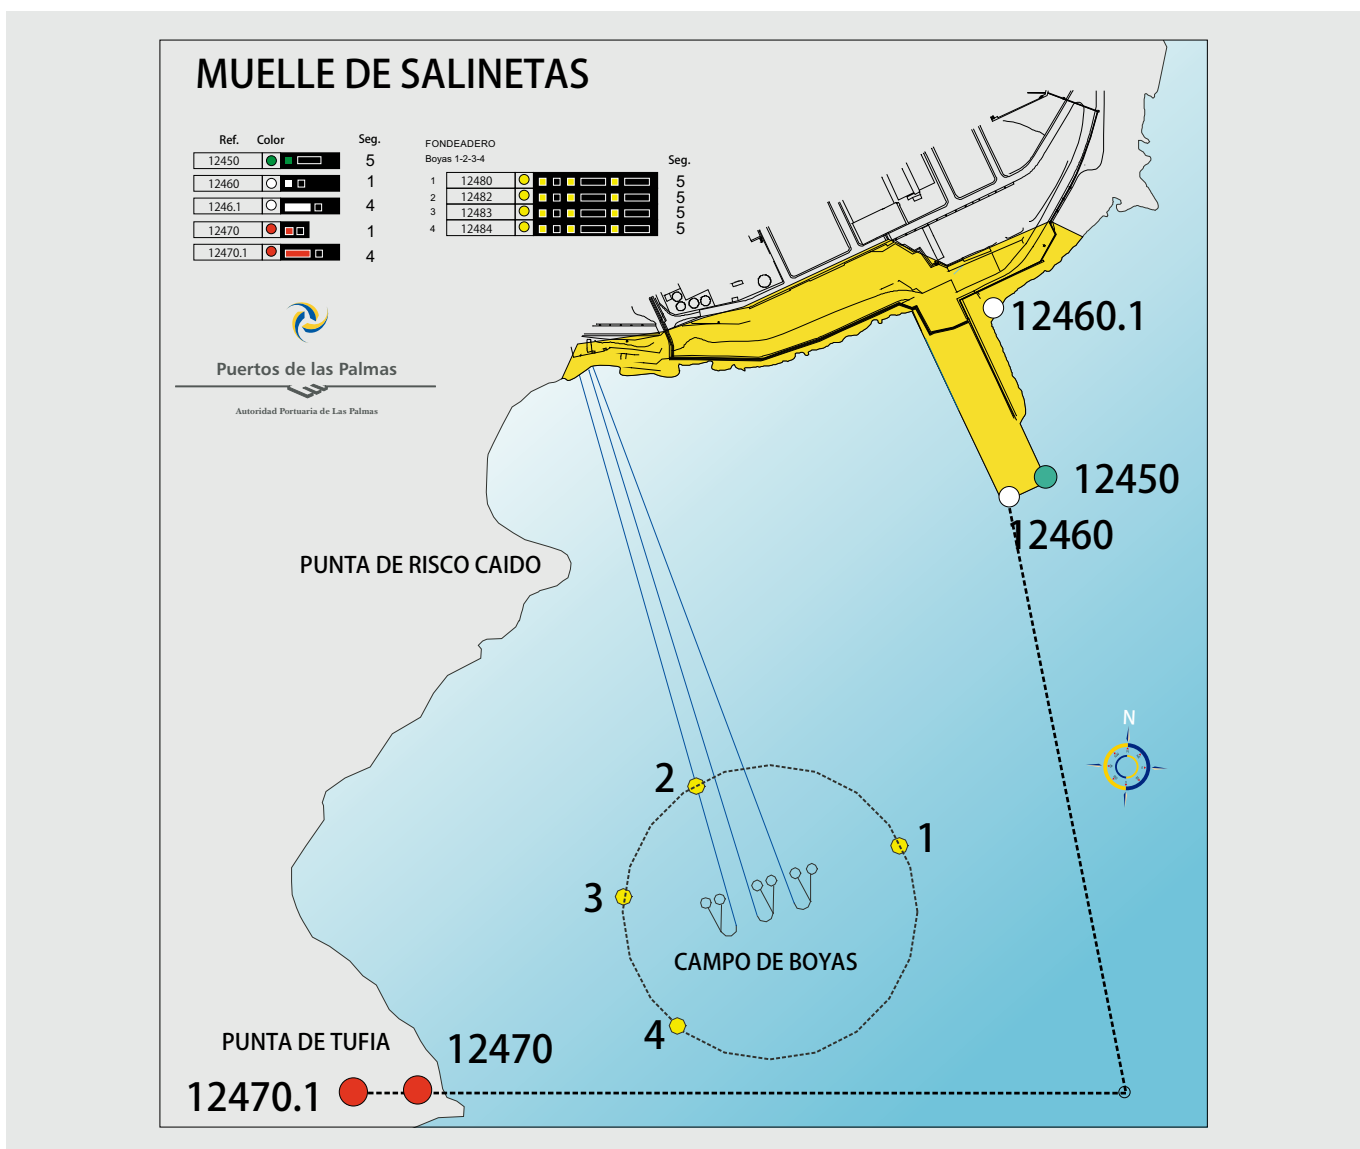 MUELLE DE SALINETAS
Ref. Color Seg.
12450 5
12460 1
1246.1 4
12470 1
12470.1 4
FONDEADERO
Boyas 1-2-3-4
Seg.
1 12480 5
2 12482 5
3 12483 5
4 12484 5
Puertos de las Palmas
Autoridad Portuaria de Las Palmas
12460.1
12450
12460
PUNTA DE RISCO CAIDO
N
2
1
3
CAMPO DE BOYAS
4
PUNTA DE TUFIA
12470
12470.1